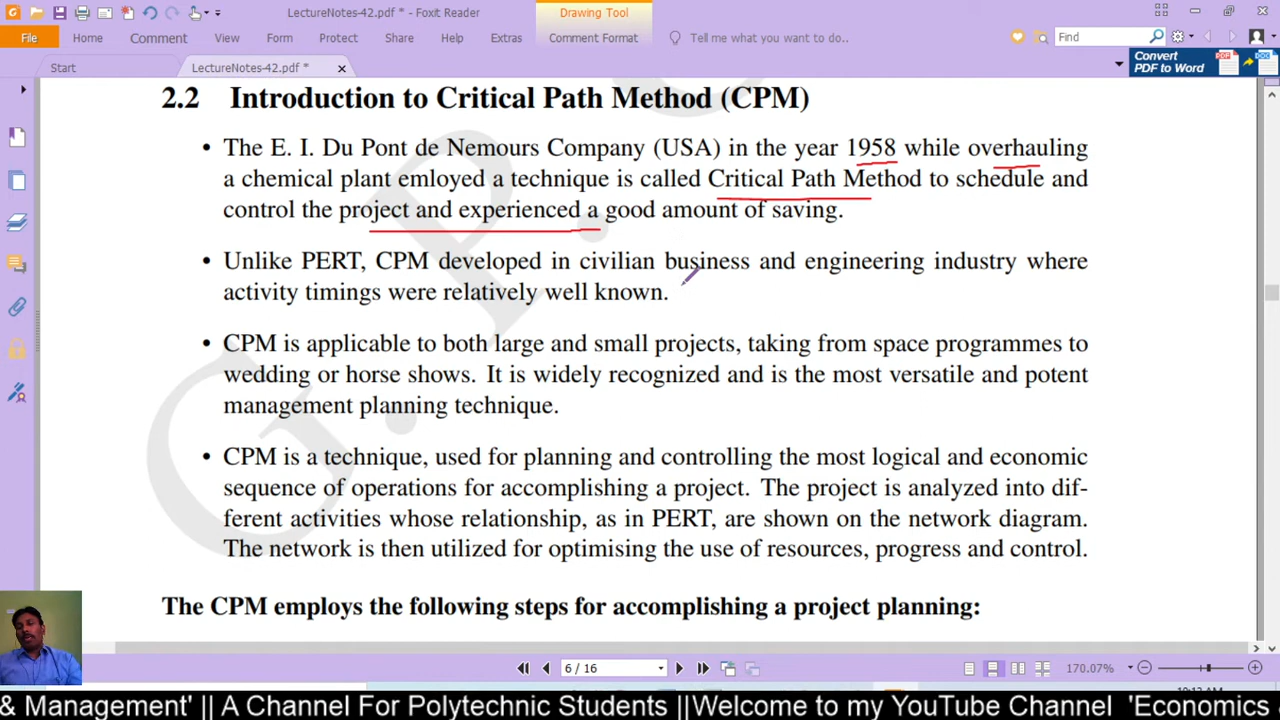 LectureNotes-42.pdf * - Foxit Reader
Drawing Tool
File Home Comment View Form Protect Share Help Extras Comment Format Tell me what you want to do.. Find
Start LectureNotes-42.pdf * Convert PDF to Word
2.2 Introduction to Critical Path Method (CPM)
• The E. I. Du Pont de Nemours Company (USA) in the year 1958 while overhauling
a chemical plant emloyed a technique is called Critical Path Method to schedule and
control the project and experienced a good amount of saving.
• Unlike PERT, CPM developed in civilian business and engineering industry where
activity timings were relatively well known.
• CPM is applicable to both large and small projects, taking from space programmes to
wedding or horse shows. It is widely recognized and is the most versatile and potent
management planning technique.
• CPM is a technique, used for planning and controlling the most logical and economic
sequence of operations for accomplishing a project. The project is analyzed into dif-
ferent activities whose relationship, as in PERT, are shown on the network diagram.
The network is then utilized for optimising the use of resources, progress and control.
The CPM employs the following steps for accomplishing a project planning:
6 / 16 170.07%
& Management' || A Channel For Polytechnic Students ||Welcome to my YouTube Channel 'Economics